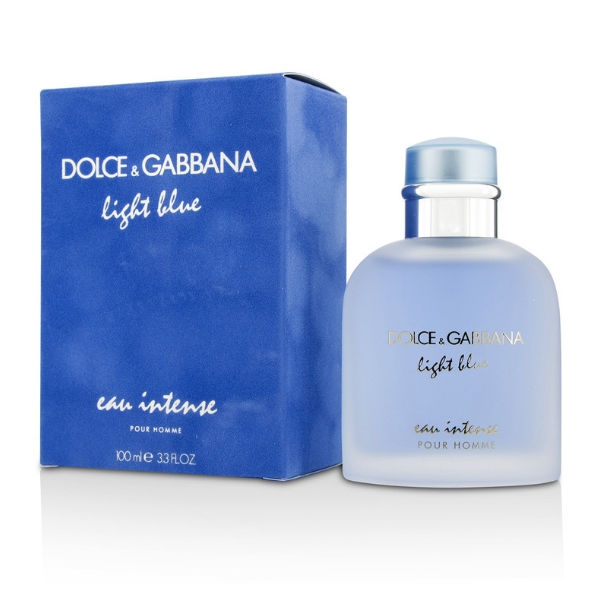 DOLCE & GABBANA
light blue
eau intense
POUR HOMME
100 ml e 3.3 FL.OZ.
DOLCE & GABBANA
light blue
eau intense
POUR HOMME